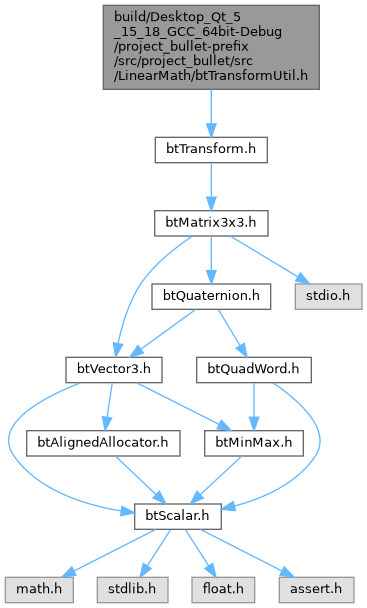 build/Desktop_Qt_5
_15_18_GCC_64bit-Debug
/project_bullet-prefix
/src/project_bullet/src
/LinearMath/btTransformUtil.h
btTransform.h
btMatrix3x3.h
btQuaternion.h
stdio.h
btVector3.h
btQuadWord.h
btAlignedAllocator.h
btMinMax.h
btScalar.h
math.h
stdlib.h
float.h
assert.h